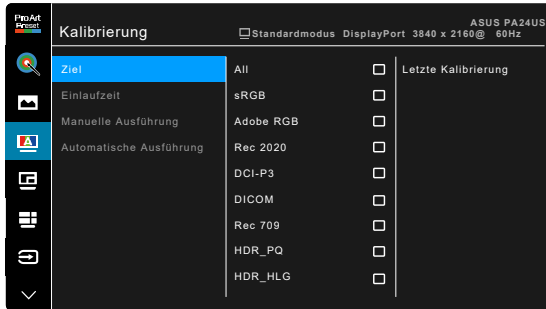 ProArt
Preset
Kalibrierung
ASUS PA24US
Standardmodus DisplayPort 3840 x 2160@ 60Hz
Ziel
Einlaufzeit
Manuelle Ausführung
Automatische Ausführung
All
sRGB
Adobe RGB
Rec 2020
DCI-P3
DICOM
Rec 709
HDR_PQ
HDR_HLG
Letzte Kalibrierung
A